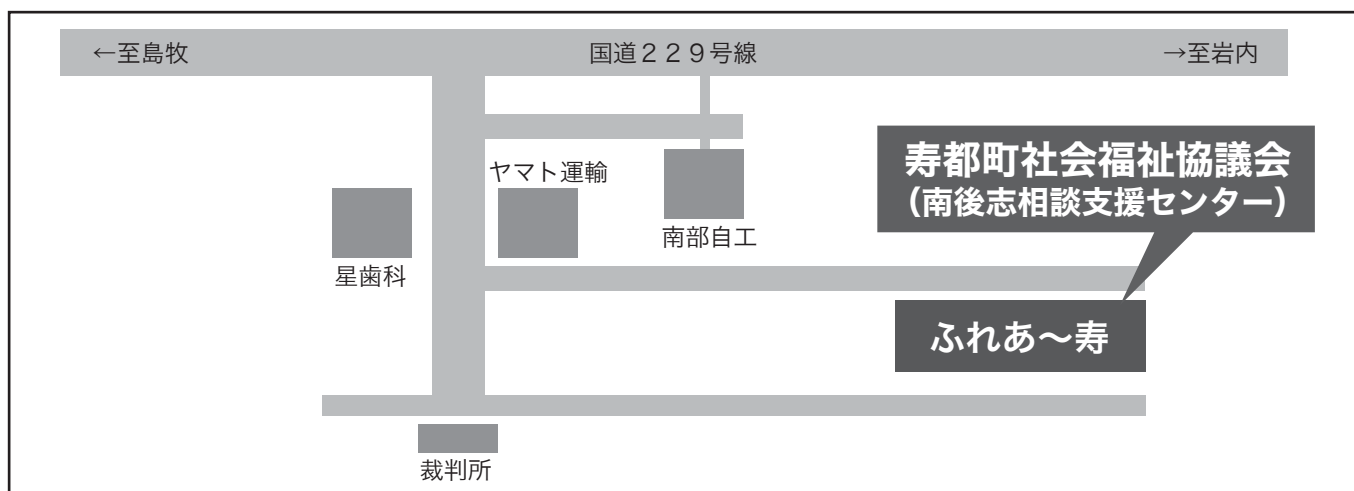 ←至島牧
国道２２９号線
→至岩内
寿都町社会福祉協議会
（南後志相談支援センター）
ヤマト運輸
南部自工
星歯科
ふれあ～寿
裁判所